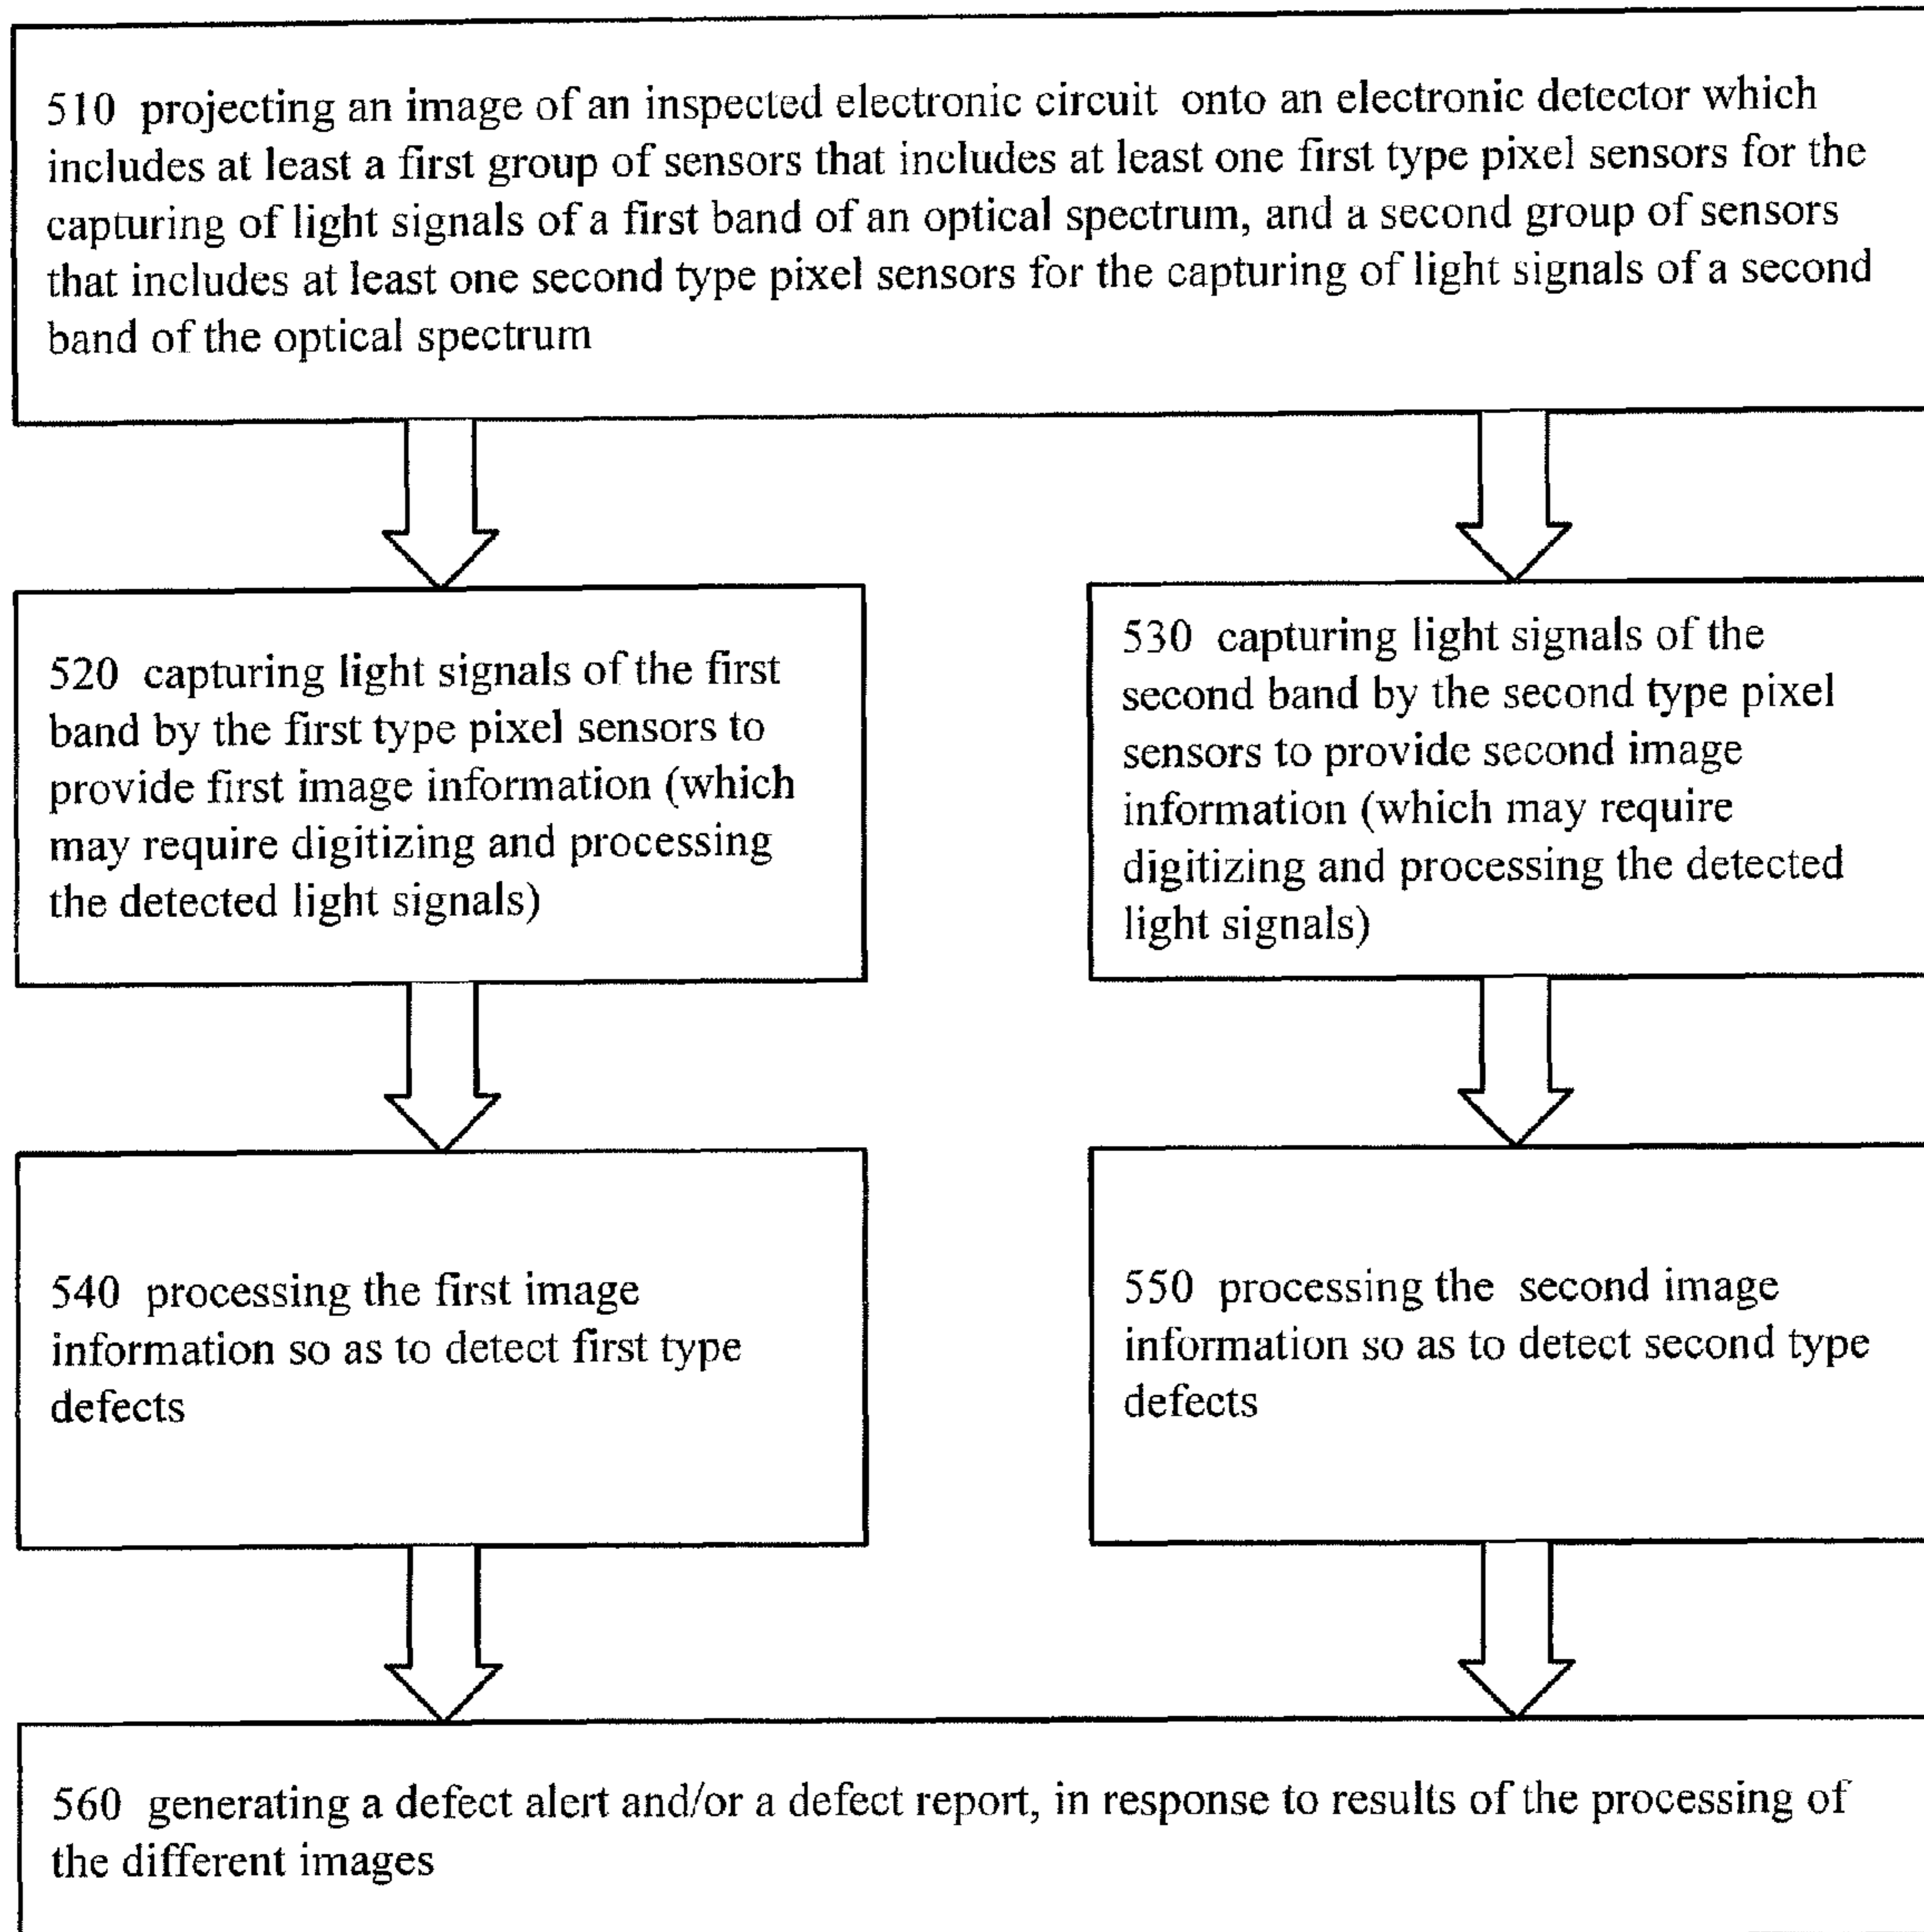 510 projecting an image of an inspected electronic circuit onto an electronic detector which
includes at least a first group of sensors that includes at least one first type pixel sensors for the
capturing of light signals of a first band of an optical spectrum, and a second group of sensors
that includes at least one second type pixel sensors for the capturing of light signals of a second
band of the optical spectrum
520 capturing light signals of the first
band by the first type pixel sensors to
provide first image information (which
may require digitizing and processing
the detected light signals)
530 capturing light signals of the
second band by the second type pixel
sensors to provide second image
information (which may require
digitizing and processing the detected
light signals)
540 processing the first image
information so as to detect first type
defects
550 processing the second image
information so as to detect second type
defects
560 generating a defect alert and/or a defect report, in response to results of the processing of
the different images